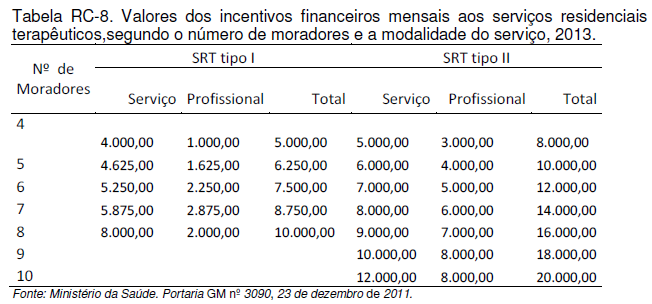 Tabela RC-8. Valores dos incentivos financeiros mensais aos serviços residenciais
terapêuticos,segundo o número de moradores e a modalidade do serviço, 2013.
Nº de Moradores SRT tipo I SRT tipo II
Serviço Profissional Total Serviço Profissional Total
4 4.000,00 1.000,00 5.000,00 5.000,00 3.000,00 8.000,00
5 4.625,00 1.625,00 6.250,00 6.000,00 4.000,00 10.000,00
6 5.250,00 2.250,00 7.500,00 7.000,00 5.000,00 12.000,00
7 5.875,00 2.875,00 8.750,00 8.000,00 6.000,00 14.000,00
8 8.000,00 2.000,00 10.000,00 9.000,00 7.000,00 16.000,00
9 10.000,00 8.000,00 18.000,00
10 12.000,00 8.000,00 20.000,00
Fonte: Ministério da Saúde. Portaria GM nº 3090, 23 de dezembro de 2011.